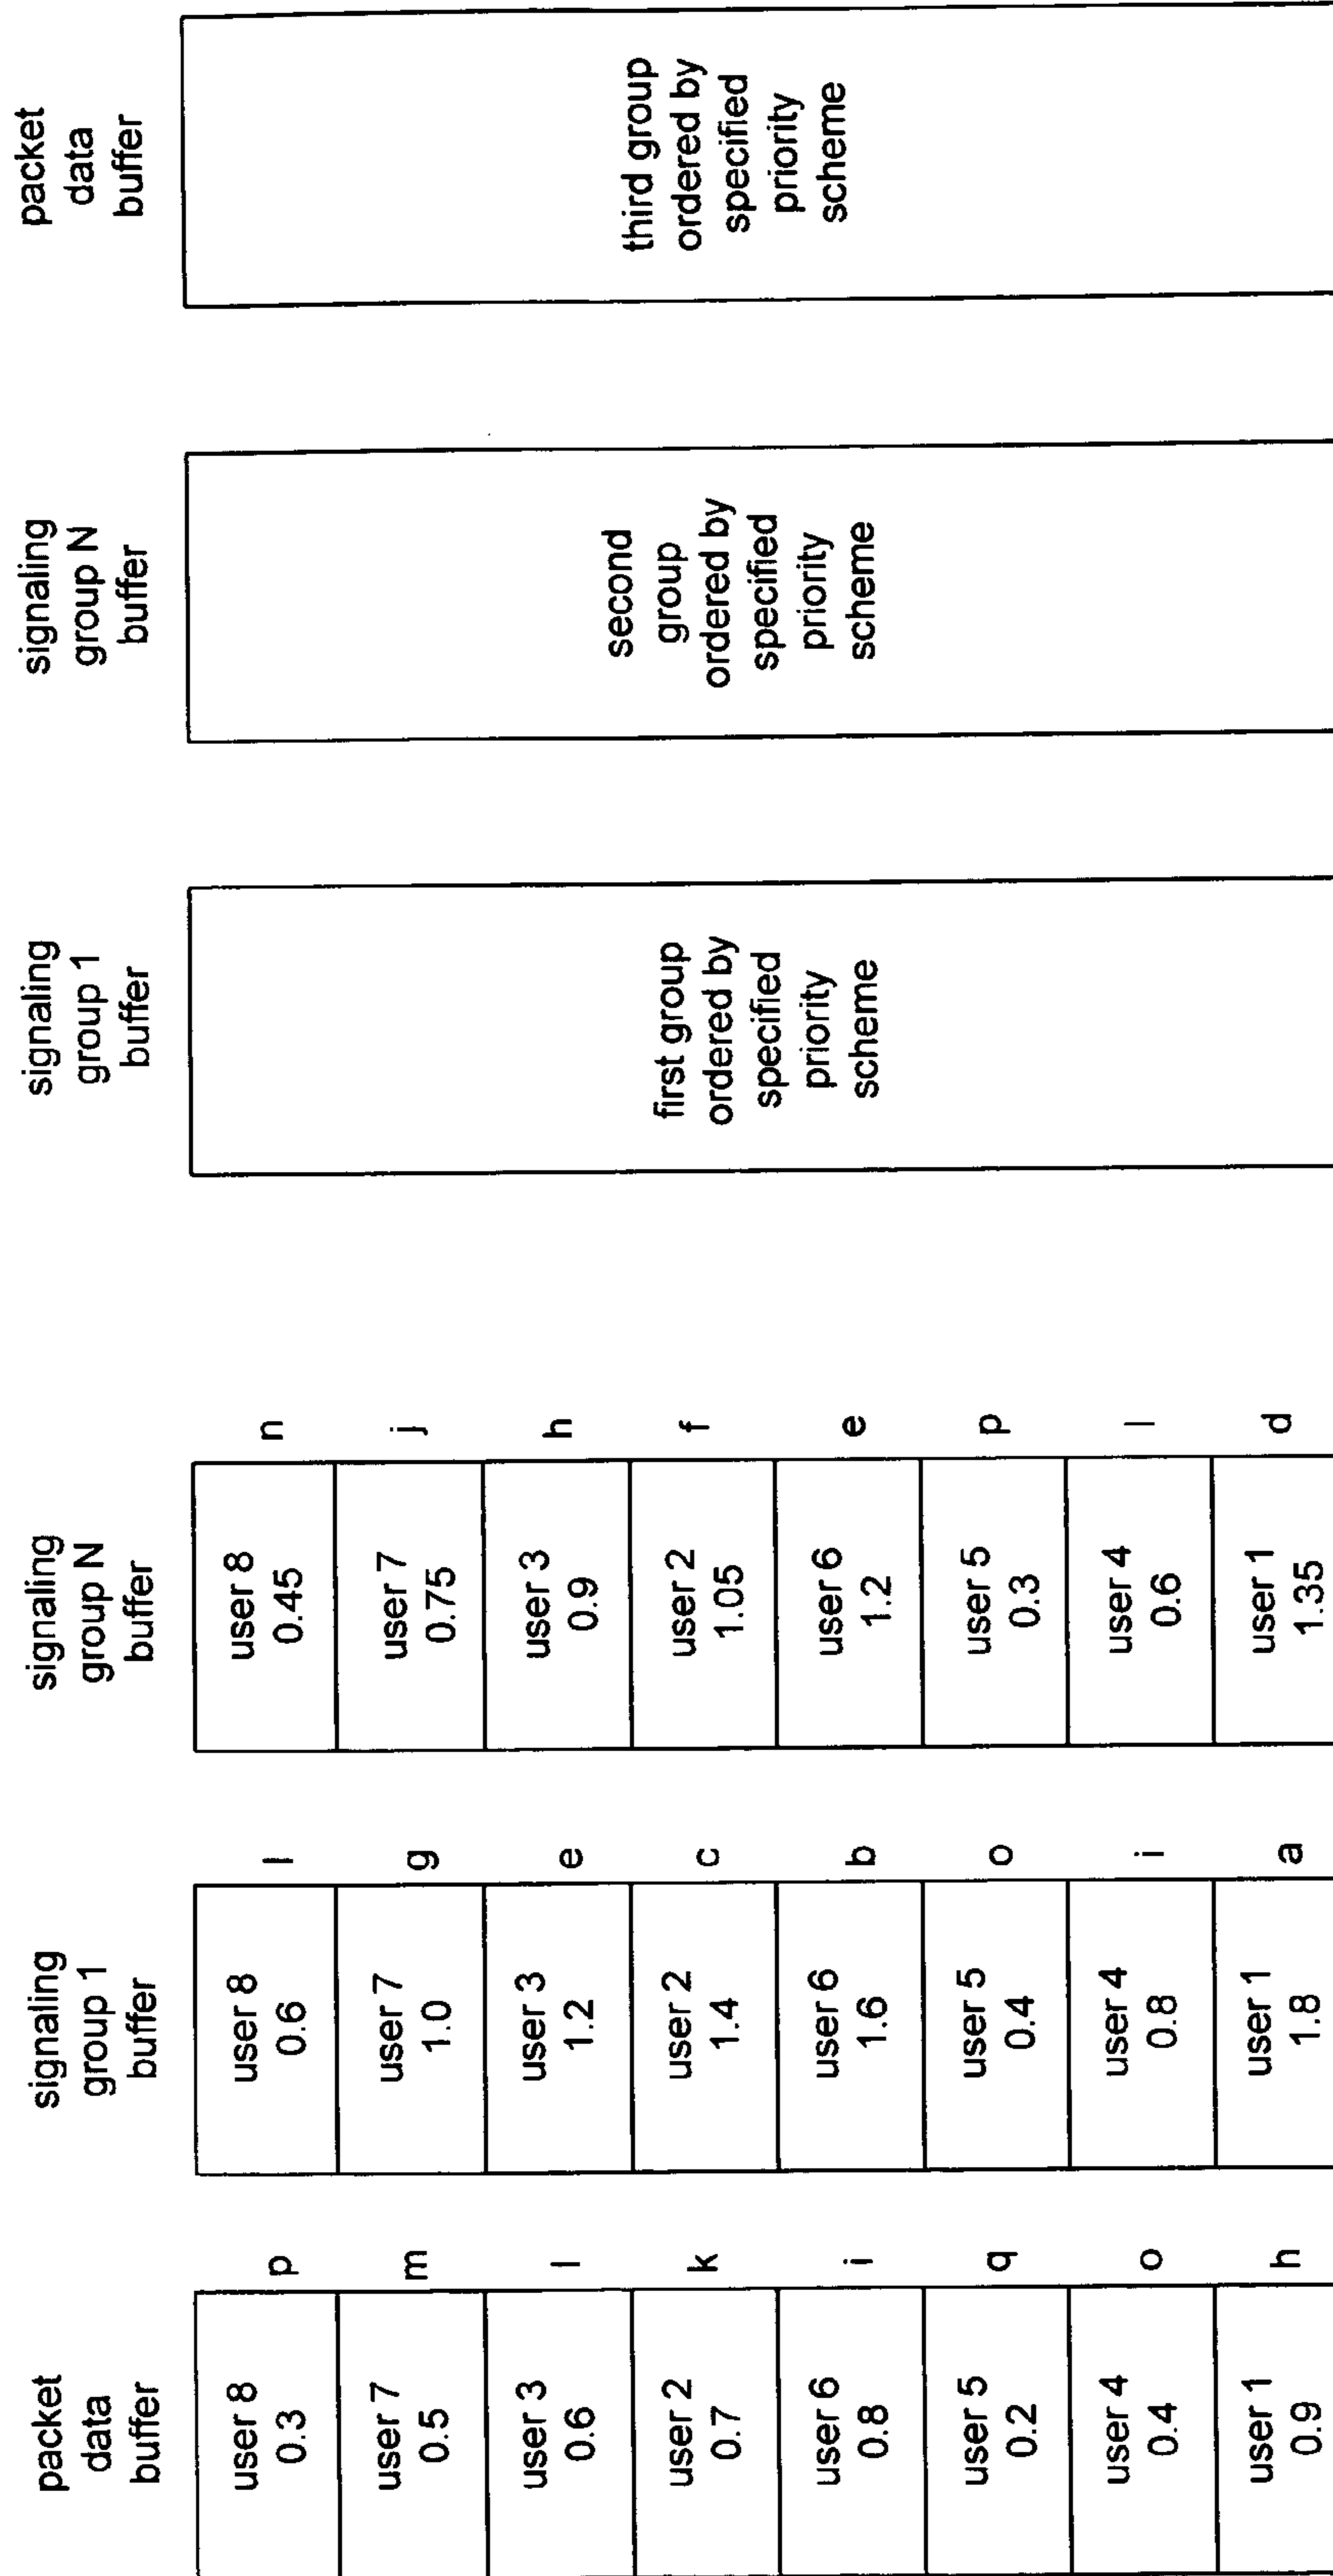 packet
data
buffer
user 8
0.3
p
user 7
0.5
m
user 3
0.6
l
user 2
0.7
k
user 6
0.8
i
user 5
0.2
q
user 4
0.4
o
user 1
0.9
h
signaling
group 1
buffer
user 8
0.6
l
user 7
1.0
g
user 3
1.2
e
user 2
1.4
c
user 6
1.6
b
user 5
0.4
o
user 4
0.8
i
user 1
1.8
a
signaling
group N
buffer
user 8
0.45
n
user 7
0.75
j
user 3
0.9
h
user 2
1.05
f
user 6
1.2
e
user 5
0.3
p
user 4
0.6
l
user 1
1.35
d
signaling
group 1
buffer
first group
ordered by
specified
priority
scheme
signaling
group N
buffer
second
group
ordered by
specified
priority
scheme
packet
data
buffer
third group
ordered by
specified
priority
scheme